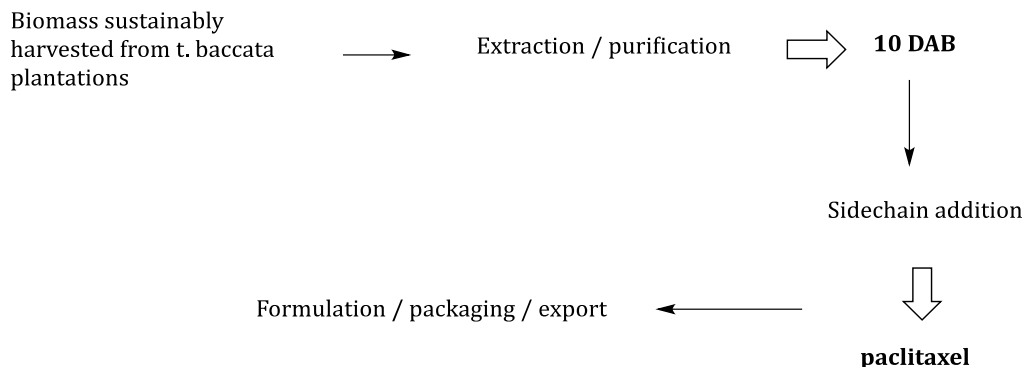 Biomass sustainably
harvested from t. baccata
plantations
Extraction / purification
10 DAB
Sidechain addition
Formulation / packaging / export
paclitaxel